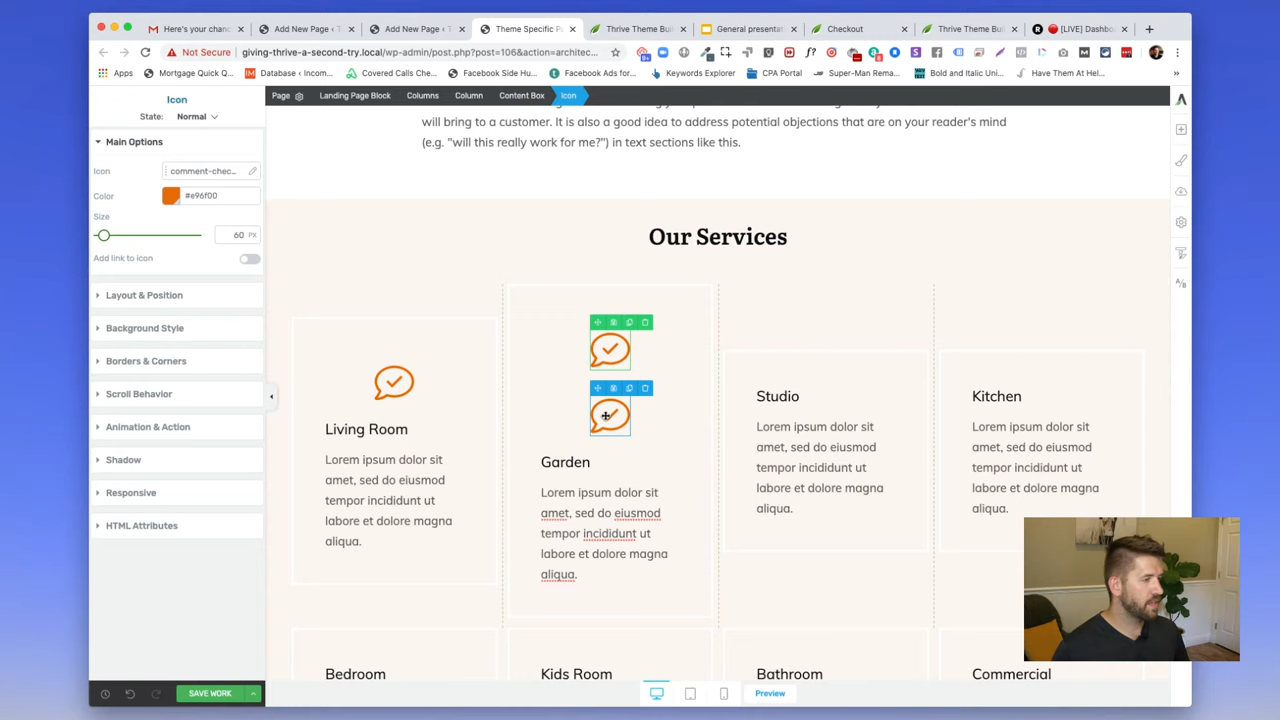 Here's your chanc
Add New Page < T
Add New Page < T
Theme Specific P
Thrive Theme Buil
General presentat
Checkout
Thrive Theme Buil
[LIVE] Dashbo
Not Secure
giving-thrive-a-second-try.local/wp-admin/post.php?post=106&action=architec...
Apps
Mortgage Quick Q...
Database ‹ Incom...
Covered Calls Che...
Facebook Side Hu...
Facebook Ads for...
Keywords Explorer
CPA Portal
Super-Man Rema...
Bold and Italic Uni...
Have Them At Hel...
»
Icon
State: Normal
Main Options
Icon
comment-chec...
Color
#e96f00
Size
60 PX
Add link to icon
Layout & Position
Background Style
Borders & Corners
Scroll Behavior
Animation & Action
Shadow
Responsive
HTML Attributes
SAVE WORK
Page
Landing Page Block
Columns
Column
Content Box
Icon
will bring to a customer. It is also a good idea to address potential objections that are on your reader's mind
(e.g. "will this really work for me?") in text sections like this.
Our Services
Living Room
Lorem ipsum dolor sit
amet, sed do eiusmod
tempor incididunt ut
labore et dolore magna
aliqua.
Garden
Lorem ipsum dolor sit
amet, sed do eiusmod
tempor incididunt ut
labore et dolore magna
aliqua.
Studio
Lorem ipsum dolor sit
amet, sed do eiusmod
tempor incididunt ut
labore et dolore magna
aliqua.
Kitchen
Lorem ipsum dolor sit
amet, sed do eiusmod
tempor incididunt ut
labore et dolore magna
aliqua.
Bedroom
Kids Room
Bathroom
Commercial
Preview
A/B